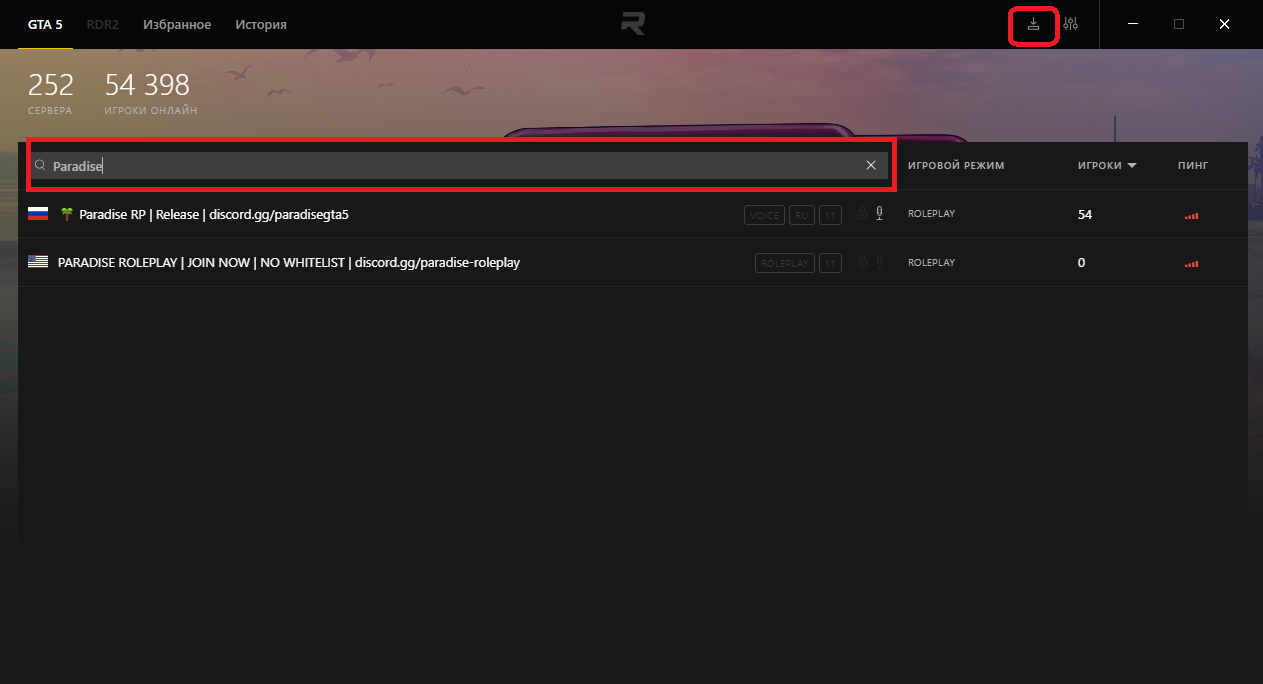 GTA 5 RDR2 Избранное История
252 54 398
СЕРВЕРА ИГРОКИ ОНЛАЙН
Paradise ИГРОВОЙ РЕЖИМ ИГРОКИ ПИНГ
Paradise RP | Release | discord.gg/paradisegta5 VOICE RU 11 ROLEPLAY 54
PARADISE ROLEPLAY | JOIN NOW | NO WHITELIST | discord.gg/paradise-roleplay ROLEPLAY 11 ROLEPLAY 0